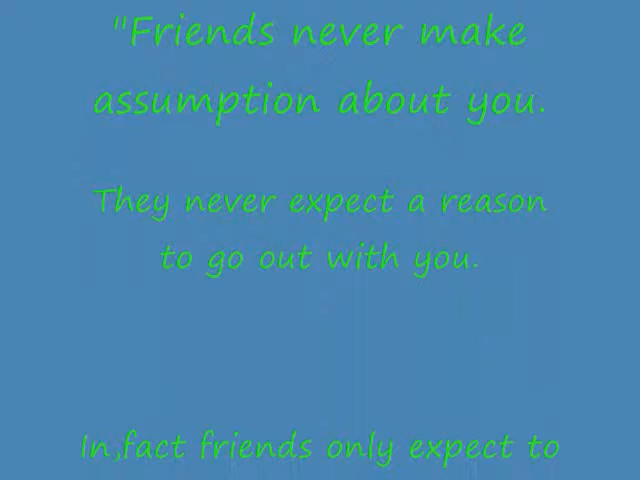 "Friends never make
assumption about you.
They never expect a reason
to go out with you.
In,fact friends only expect to